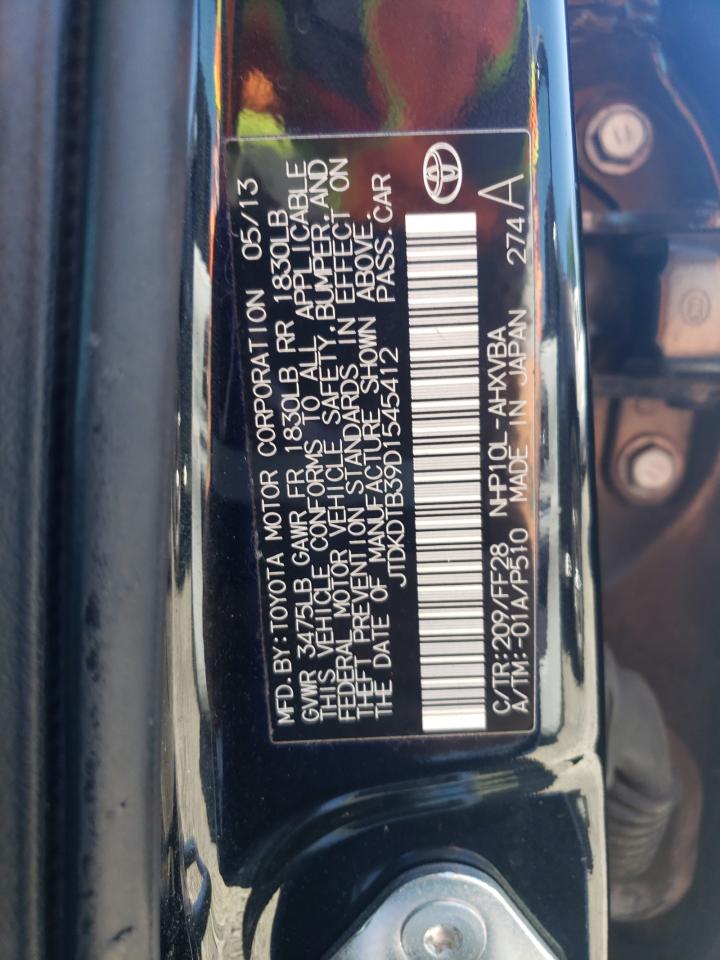 MFD. BY: TOYOTA MOTOR CORPORATION 05/13
GVWR 3475LB GAWR FR 1830LB RR 1830LB
THIS VEHICLE CONFORMS TO ALL APPLICABLE
FEDERAL MOTOR VEHICLE SAFETY, BUMPER, AND
THEFT PREVENTION STANDARDS IN EFFECT ON
THE DATE OF MANUFACTURE SHOWN ABOVE.
JTDKDTB39D1545412 PASS. CAR
C/TR: 209/FF28 NHP10L-AHXVBA 274 A
A/TM: -01A/P510 MADE IN JAPAN